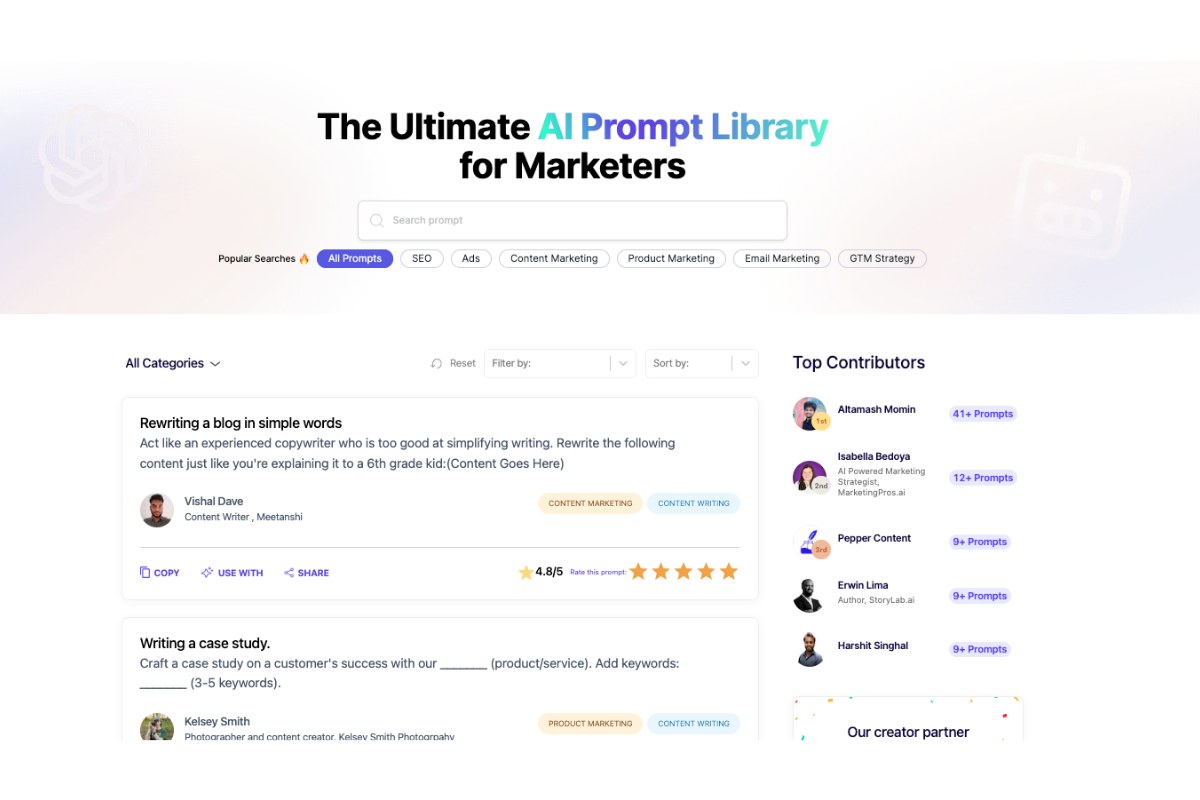 The Ultimate AI Prompt Library
for Marketers
Search prompt
Popular Searches 🔥 All Prompts SEO Ads Content Marketing Product Marketing Email Marketing GTM Strategy
All Categories
Reset
Filter by:
Sort by:
Rewriting a blog in simple words
Act like an experienced copywriter who is too good at simplifying writing. Rewrite the following
content just like you're explaining it to a 6th grade kid:(Content Goes Here)
Vishal Dave
Content Writer , Meetanshi
CONTENT MARKETING
CONTENT WRITING
COPY
USE WITH
SHARE
4.8/5
Rate this prompt:
Writing a case study.
Craft a case study on a customer's success with our ________ (product/service). Add keywords:
________ (3-5 keywords).
Kelsey Smith
Photographer and content creator, Kelsey Smith Photogrpahy
PRODUCT MARKETING
CONTENT WRITING
Top Contributors
1st
Altamash Momin
41+ Prompts
2nd
Isabella Bedoya
AI Powered Marketing
Strategist,
MarketingPros.ai
12+ Prompts
3rd
Pepper Content
9+ Prompts
Erwin Lima
Author, StoryLab.ai
9+ Prompts
Harshit Singhal
9+ Prompts
Our creator partner